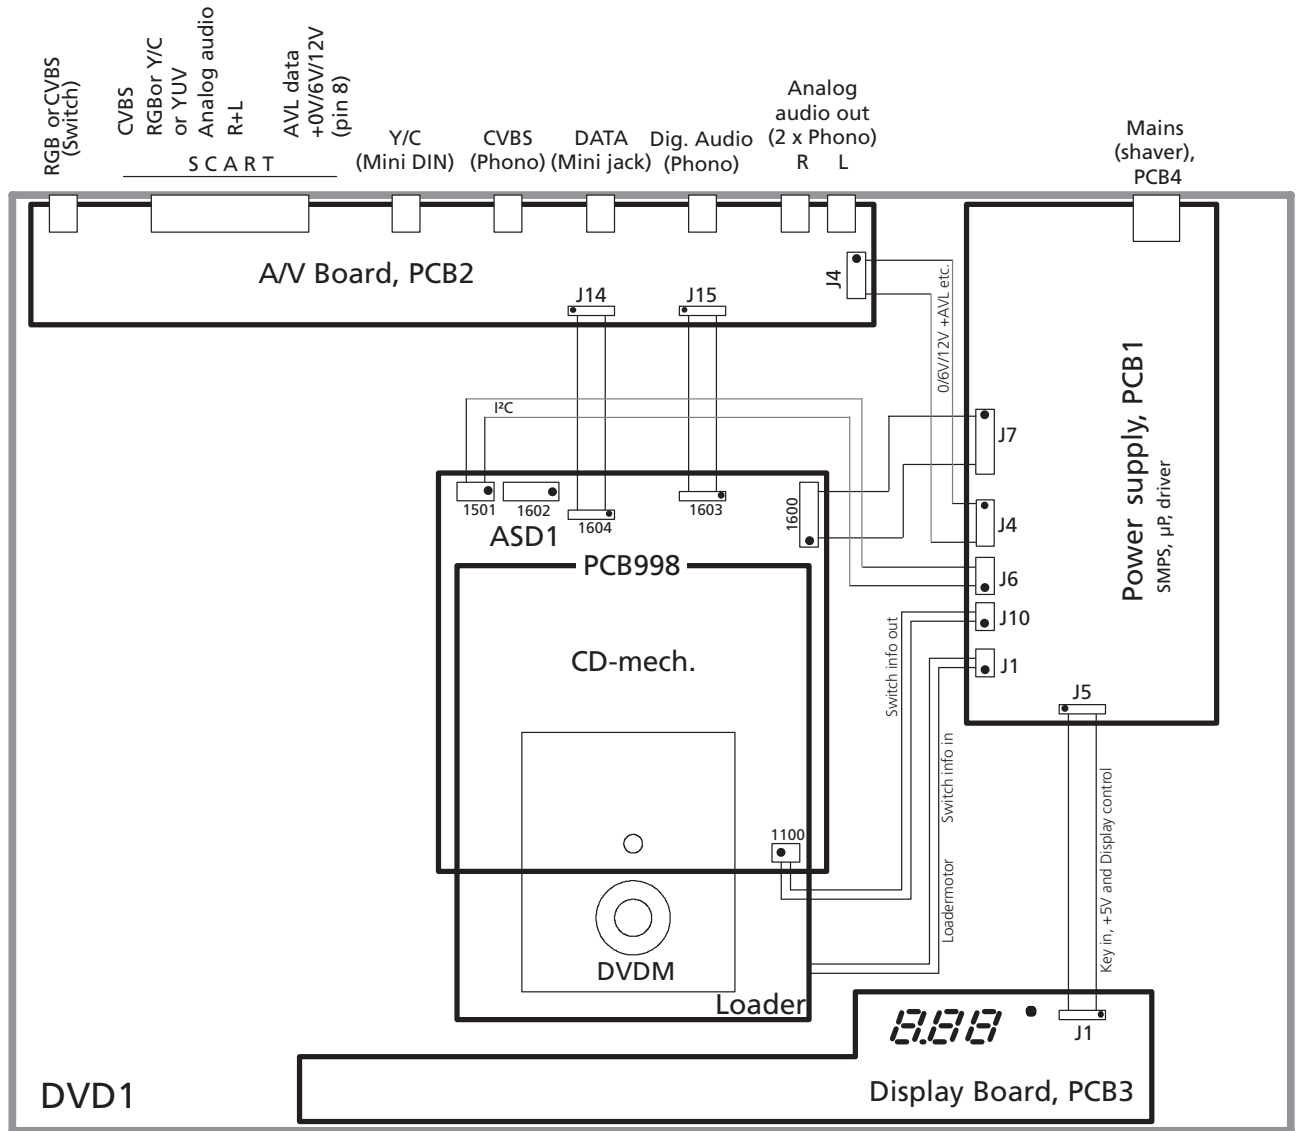 RGB orCVBS
(Switch)
CVBS
RGBor Y/C
or YUV
Analog audio
R+L
AVL data
+0V/6V/12V
(pin 8)
SCART
Y/C
(Mini DIN)
CVBS
(Phono)
DATA
(Mini jack)
Dig. Audio
(Phono)
Analog
audio out
(2 x Phono)
R L
Mains
(shaver),
PCB4
A/V Board, PCB2
J4
J14
J15
0/6V/12V +AVL etc.
Power supply, PCB1
SMPS, µP, driver
I²C
J7
J4
J6
J10
J1
J5
1501
1602
1604
1603
1600
ASD1
PCB998
CD-mech.
Switch info out
Switch info in
Loadermotor
Key in, +5V and Display control
1100
DVDM
Loader
8.88
J1
Display Board, PCB3
DVD1